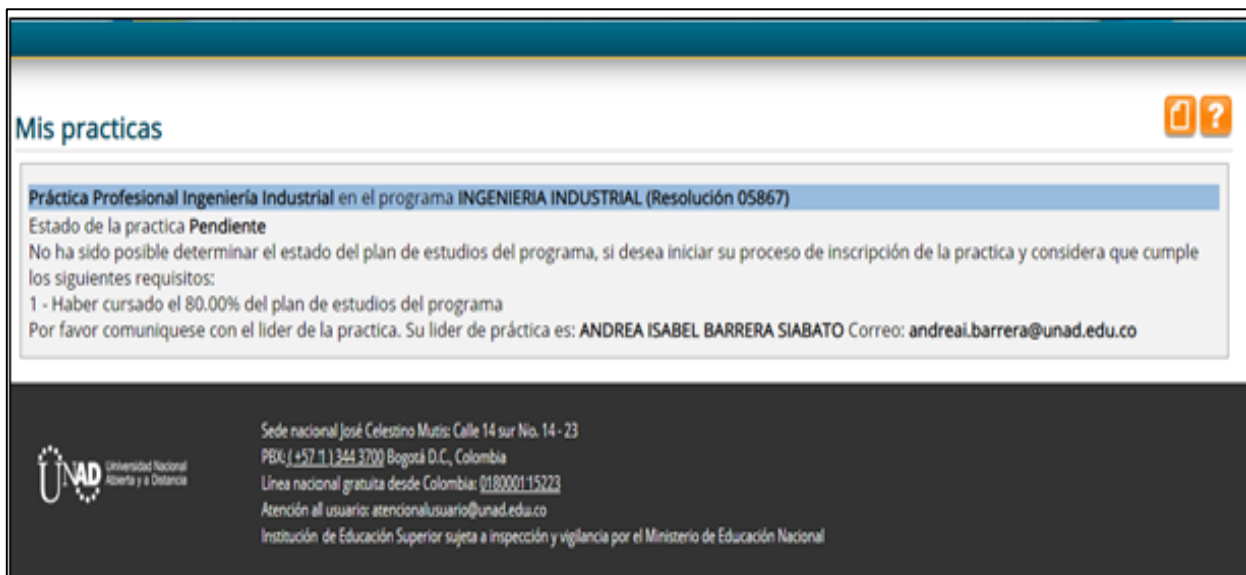 Mis practicas
?
Práctica Profesional Ingeniería Industrial en el programa INGENIERIA INDUSTRIAL (Resolución 05867)
Estado de la practica Pendiente
No ha sido posible determinar el estado del plan de estudios del programa, si desea iniciar su proceso de inscripción de la practica y considera que cumple
los siguientes requisitos:
1 - Haber cursado el 80.00% del plan de estudios del programa
Por favor comuniquese con el lider de la practica. Su lider de práctica es: ANDREA ISABEL BARRERA SIABATO Correo: andreai.barrera@unad.edu.co
UNAD Universidad Nacional
Abierta y a Distancia
Sede nacional José Celestino Mutis: Calle 14 sur No. 14 - 23
PBX: ( +57 1 ) 344 3700 Bogotá D.C., Colombia
Línea nacional gratuita desde Colombia: 018000115223
Atención all usuario: atencionalusuario@unad.edu.co
Institución de Educación Superior sujeta a inspección y vigilancia por el Ministerio de Educación Nacional